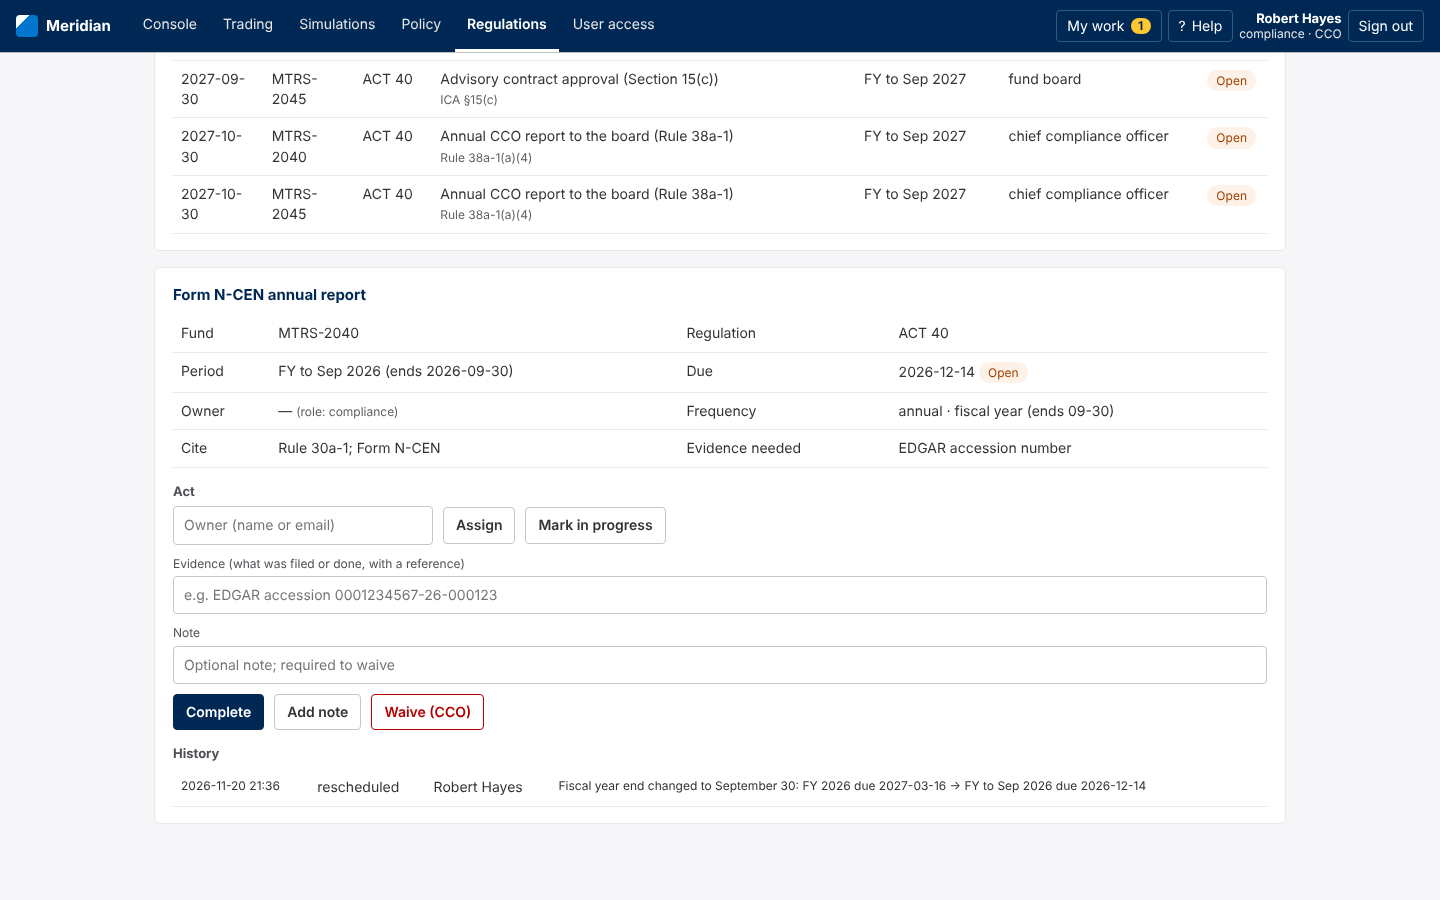 Meridian Console Trading Simulations Policy Regulations User access My work 1 ? Help Robert Hayes compliance · CCO Sign out
2027-09-30 MTRS-2045 ACT 40 Advisory contract approval (Section 15(c)) FY to Sep 2027 fund board Open
ICA §15(c)
2027-10-30 MTRS-2040 ACT 40 Annual CCO report to the board (Rule 38a-1) FY to Sep 2027 chief compliance officer Open
Rule 38a-1(a)(4)
2027-10-30 MTRS-2045 ACT 40 Annual CCO report to the board (Rule 38a-1) FY to Sep 2027 chief compliance officer Open
Rule 38a-1(a)(4)
Form N-CEN annual report
Fund MTRS-2040 Regulation ACT 40
Period FY to Sep 2026 (ends 2026-09-30) Due 2026-12-14 Open
Owner — (role: compliance) Frequency annual · fiscal year (ends 09-30)
Cite Rule 30a-1; Form N-CEN Evidence needed EDGAR accession number
Act
Owner (name or email) Assign Mark in progress
Evidence (what was filed or done, with a reference)
e.g. EDGAR accession 0001234567-26-000123
Note
Optional note; required to waive
Complete Add note Waive (CCO)
History
2026-11-20 21:36 rescheduled Robert Hayes Fiscal year end changed to September 30: FY 2026 due 2027-03-16 → FY to Sep 2026 due 2026-12-14